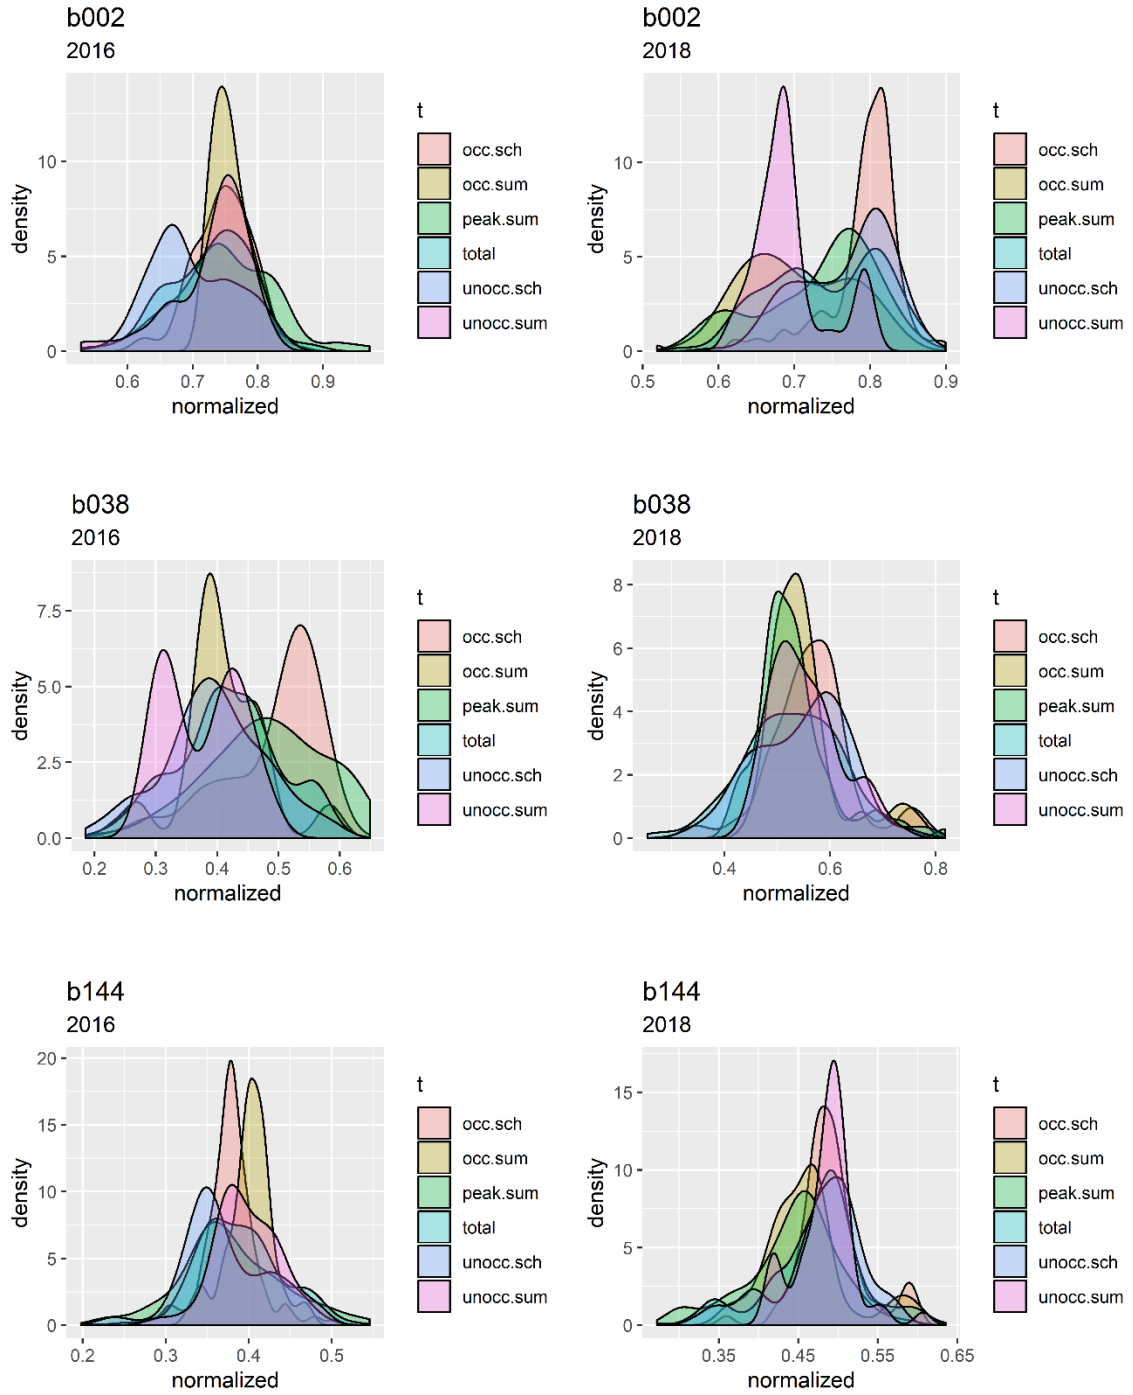 b002
2016
density
10
5
0
0.6 0.7 0.8 0.9
normalized
t
occ.sch
occ.sum
peak.sum
total
unocc.sch
unocc.sum
b002
2018
density
10
5
0
0.5 0.6 0.7 0.8 0.9
normalized
t
occ.sch
occ.sum
peak.sum
total
unocc.sch
unocc.sum
b038
2016
density
7.5
5.0
2.5
0.0
0.2 0.3 0.4 0.5 0.6
normalized
t
occ.sch
occ.sum
peak.sum
total
unocc.sch
unocc.sum
b038
2018
density
8
6
4
2
0
0.4 0.6 0.8
normalized
t
occ.sch
occ.sum
peak.sum
total
unocc.sch
unocc.sum
b144
2016
density
20
15
10
5
0
0.2 0.3 0.4 0.5
normalized
t
occ.sch
occ.sum
peak.sum
total
unocc.sch
unocc.sum
b144
2018
density
15
10
5
0
0.35 0.45 0.55 0.65
normalized
t
occ.sch
occ.sum
peak.sum
total
unocc.sch
unocc.sum